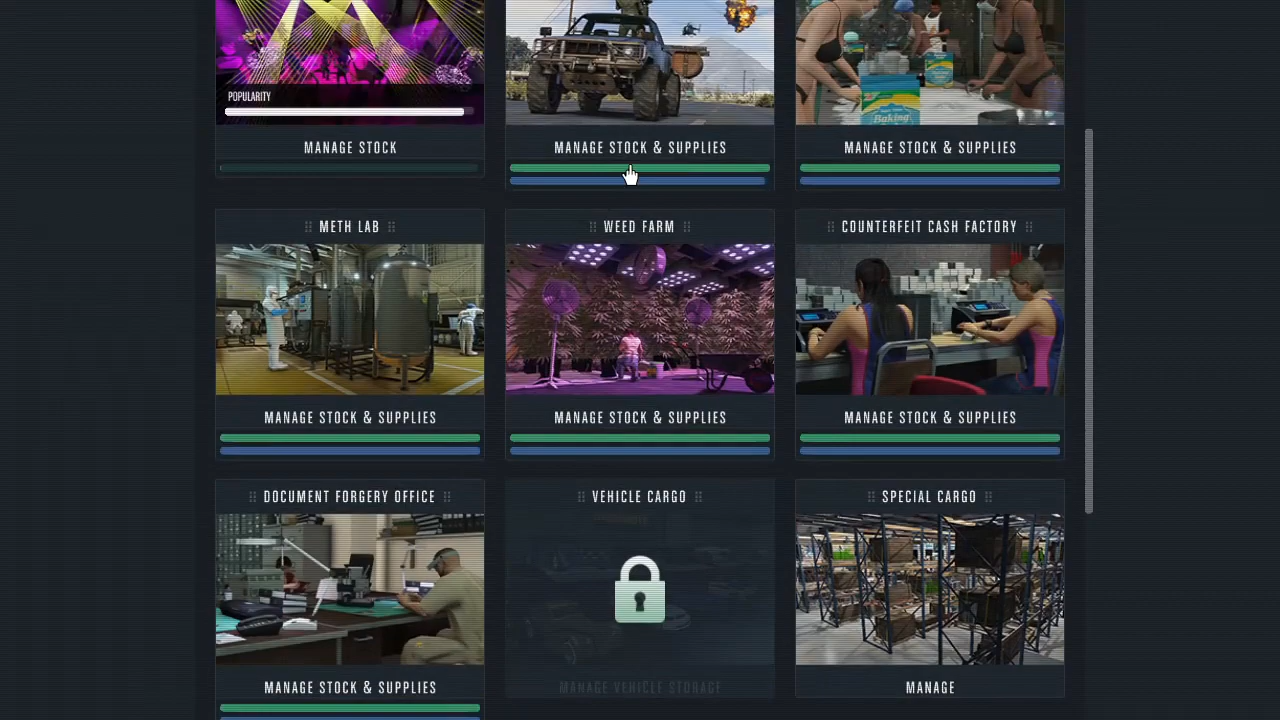 POPULARITY
MANAGE STOCK
MANAGE STOCK & SUPPLIES
Baking
MANAGE STOCK & SUPPLIES
METH LAB
WEED FARM
COUNTERFEIT CASH FACTORY
MANAGE STOCK & SUPPLIES
MANAGE STOCK & SUPPLIES
MANAGE STOCK & SUPPLIES
DOCUMENT FORGERY OFFICE
VEHICLE CARGO
SPECIAL CARGO
MANAGE STOCK & SUPPLIES
MANAGE VEHICLE STORAGE
MANAGE